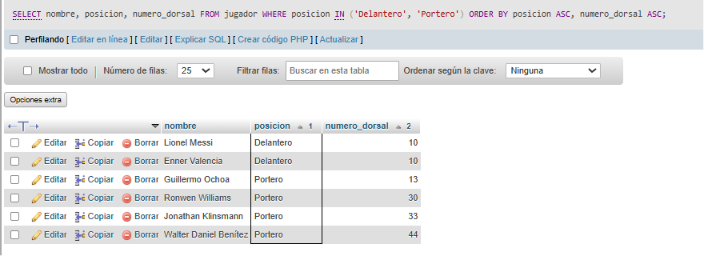 SELECT nombre, posicion, numero_dorsal FROM jugador WHERE posicion IN ('Delantero', 'Portero') ORDER BY posicion ASC, numero_dorsal ASC;
Perfilando [ Editar en línea ] [ Editar ] [ Explicar SQL ] [ Crear código PHP ] [ Actualizar ]
Mostrar todo | Número de filas: 25 Filtrar filas: Buscar en esta tabla Ordenar según la clave: Ninguna
Opciones extra
nombre posicion 1 numero_dorsal 2
Editar Copiar Borrar Lionel Messi Delantero 10
Editar Copiar Borrar Enner Valencia Delantero 10
Editar Copiar Borrar Guillermo Ochoa Portero 13
Editar Copiar Borrar Ronwen Williams Portero 30
Editar Copiar Borrar Jonathan Klinsmann Portero 33
Editar Copiar Borrar Walter Daniel Benítez Portero 44